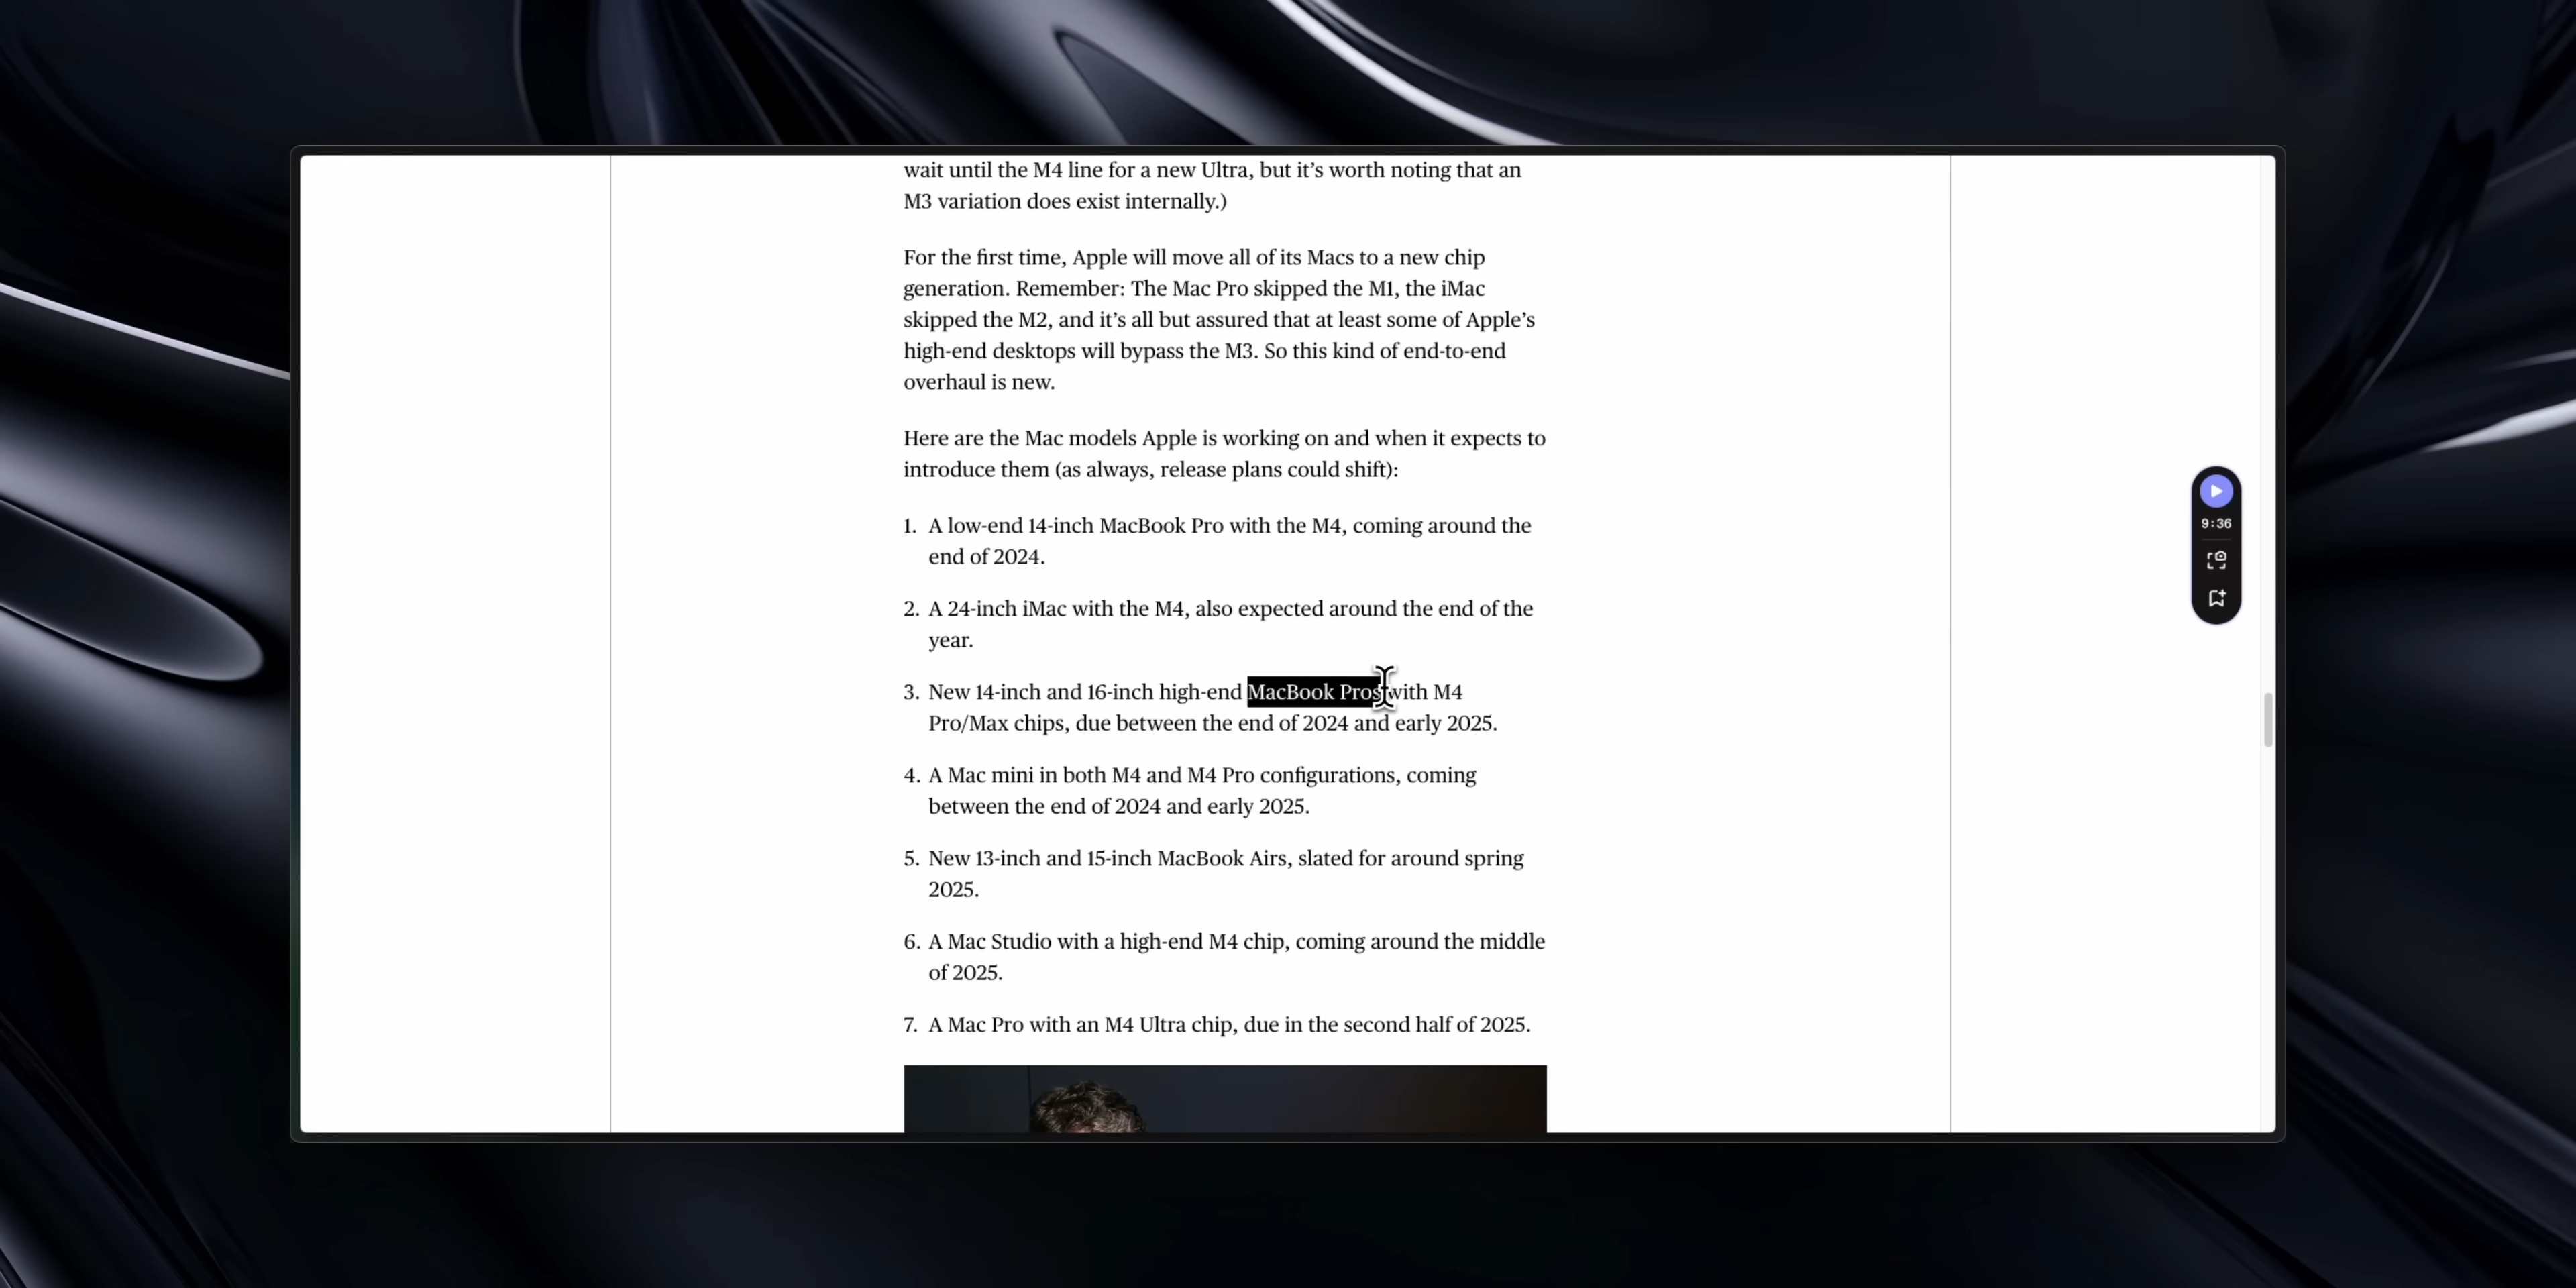 wait until the M4 line for a new Ultra, but it’s worth noting that an
M3 variation does exist internally.)
For the first time, Apple will move all of its Macs to a new chip
generation. Remember: The Mac Pro skipped the M1, the iMac
skipped the M2, and it’s all but assured that at least some of Apple’s
high-end desktops will bypass the M3. So this kind of end-to-end
overhaul is new.
Here are the Mac models Apple is working on and when it expects to
introduce them (as always, release plans could shift):
1. A low-end 14-inch MacBook Pro with the M4, coming around the
end of 2024.
2. A 24-inch iMac with the M4, also expected around the end of the
year.
3. New 14-inch and 16-inch high-end MacBook Pros with M4
Pro/Max chips, due between the end of 2024 and early 2025.
4. A Mac mini in both M4 and M4 Pro configurations, coming
between the end of 2024 and early 2025.
5. New 13-inch and 15-inch MacBook Airs, slated for around spring
2025.
6. A Mac Studio with a high-end M4 chip, coming around the middle
of 2025.
7. A Mac Pro with an M4 Ultra chip, due in the second half of 2025.
9:36